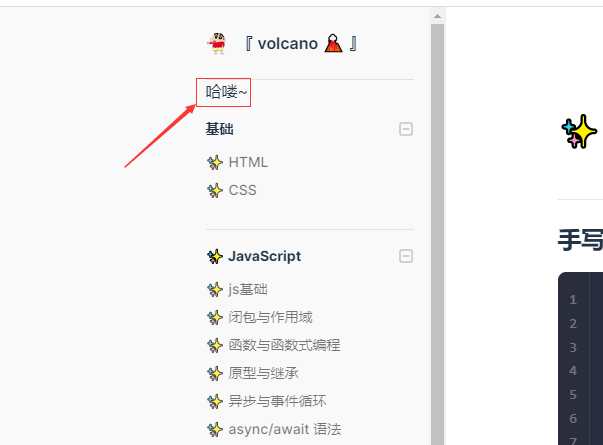 『 volcano 🌋 』
哈喽~
基础
HTML
CSS
JavaScript
js基础
闭包与作用域
函数与函数式编程
原型与继承
异步与事件循环
async/await 语法
手写
1
2
3
4
5
6
7